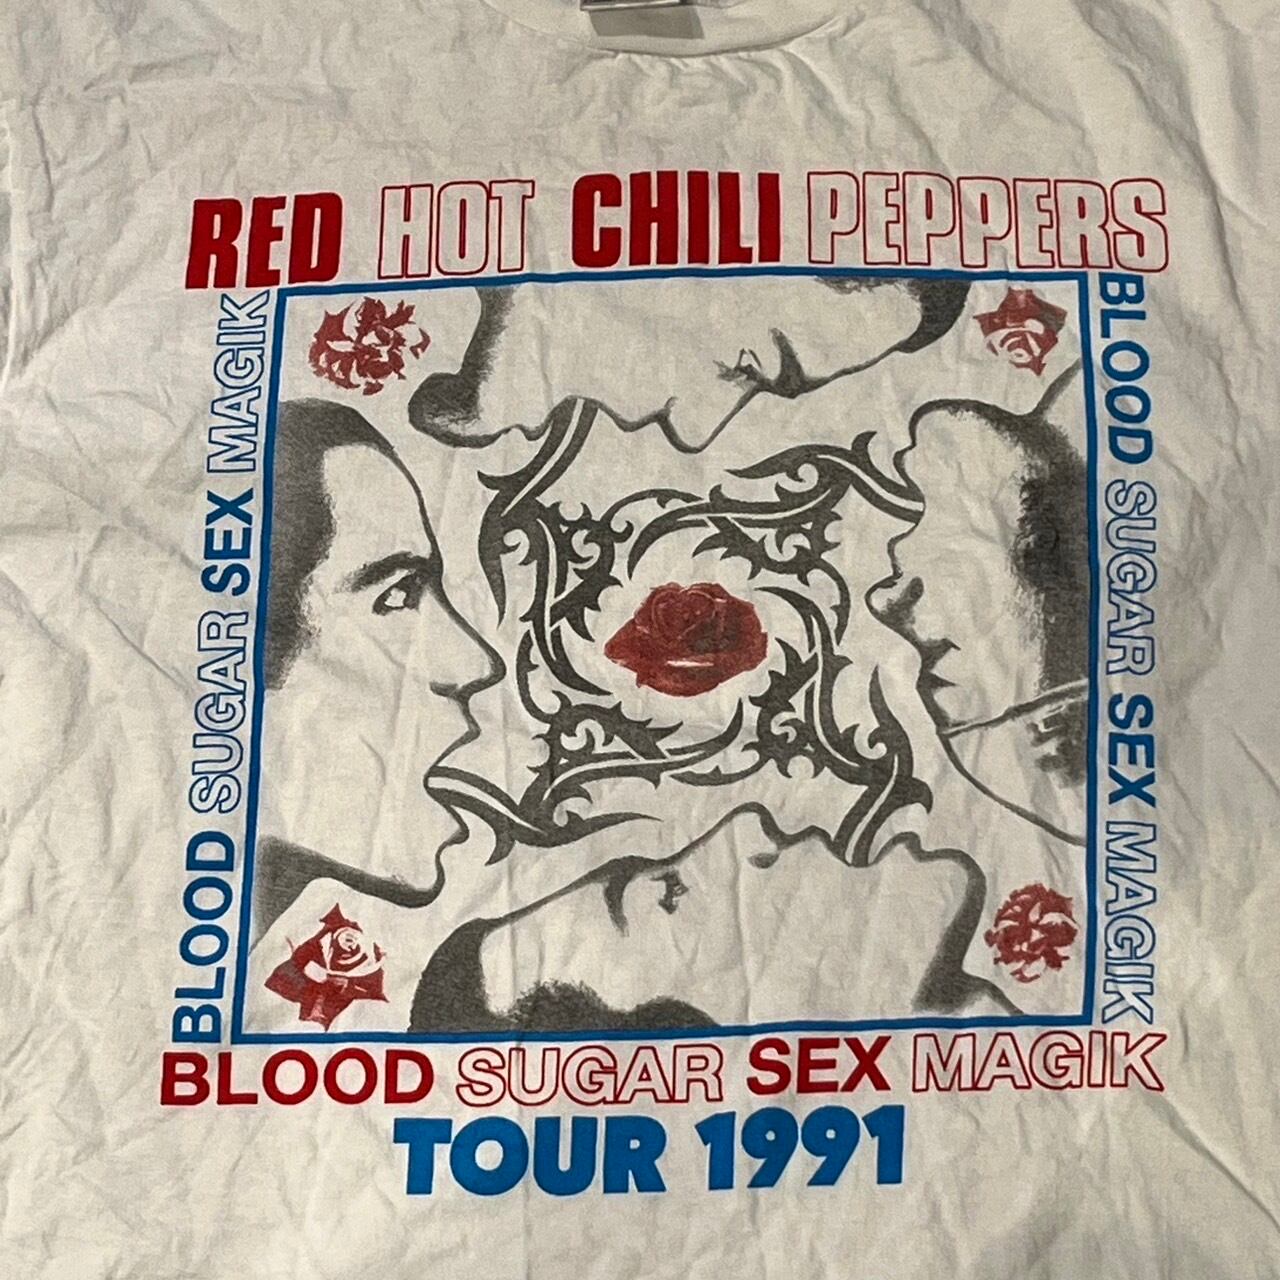 RED HOT CHILI PEPPERS
BLOOD SUGAR SEX MAGIK
BLOOD SUGAR SEX MAGIK
BLOOD SUGAR SEX MAGIK
TOUR 1991